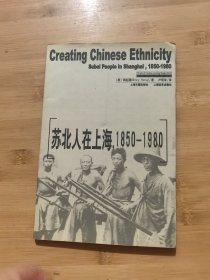 Creating Chinese Ethnicity
Subei People in Shanghai, 1850-1980
苏北人在上海, 1850-1980